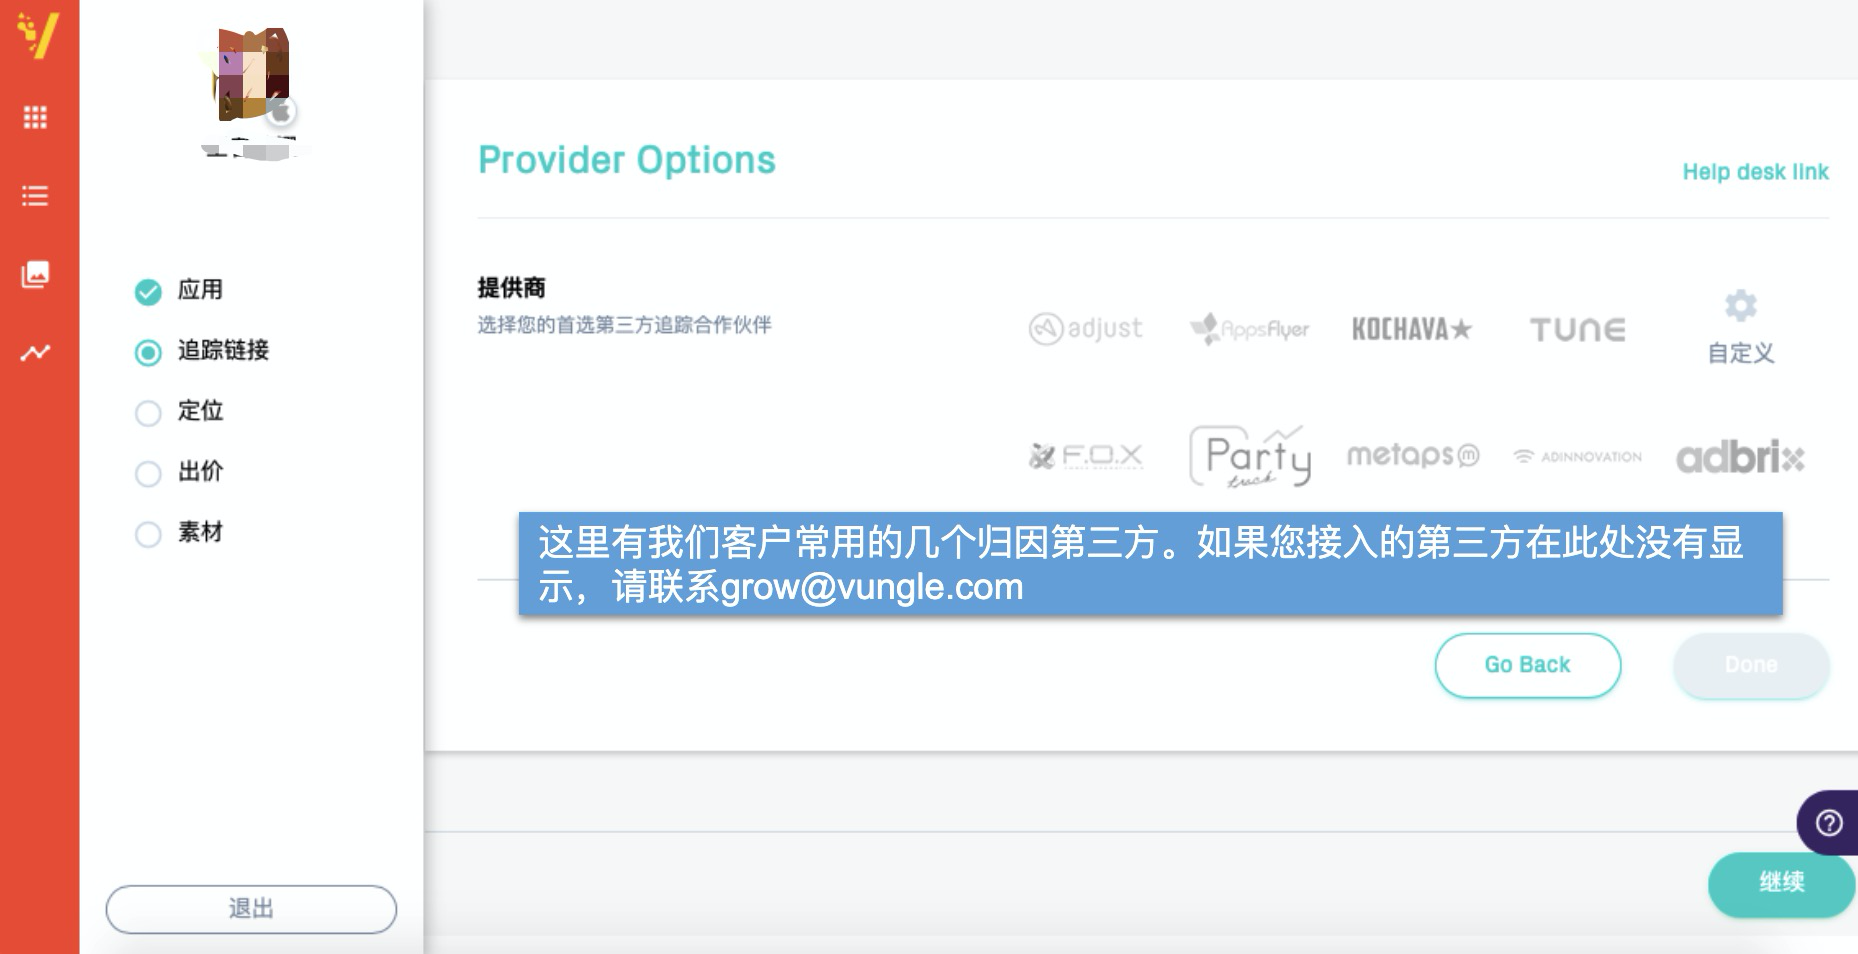 Provider Options
Help desk link
应用
追踪链接
定位
出价
素材
退出
提供商
选择您的首选第三方追踪合作伙伴
adjust
AppsFlyer
KOCHAVA
TUNE
自定义
F.O.X
Party
track
metaps
ADINNOVATION
adbrix
这里有我们客户常用的几个归因第三方。如果您接入的第三方在此处没有显
示，请联系grow@vungle.com
Go Back
Done
继续